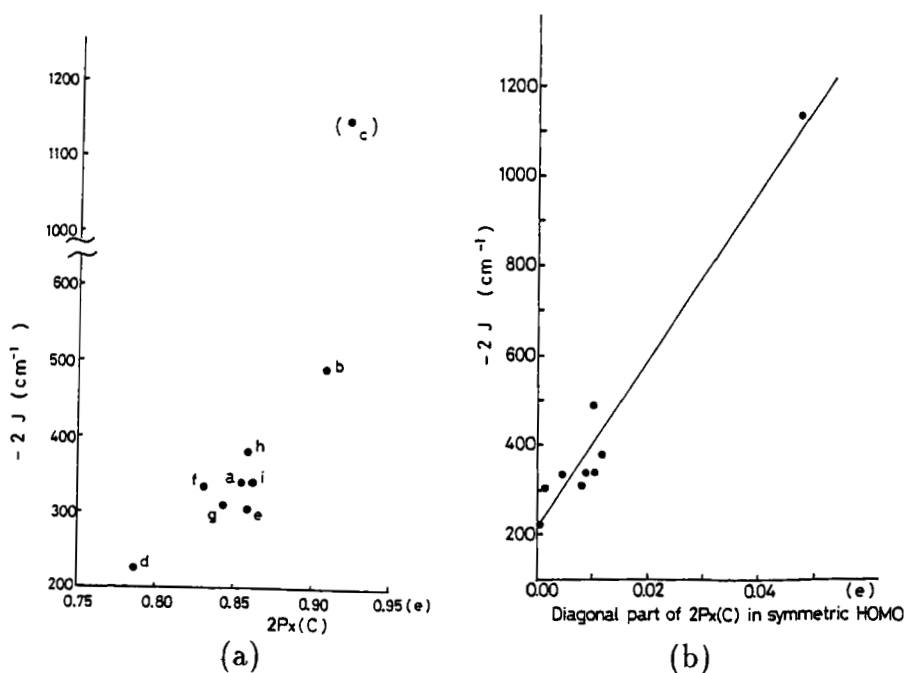 1200
1100
1000
600
500
400
300
200
- 2 J (cm⁻¹)
( c )
b
h
f
a
i
g
e
d
0.75
0.80
0.85
0.90
0.95 (e)
2Px(C)
(a)
1200
1000
800
600
400
200
- 2 J (cm⁻¹)
0.00
0.02
0.04
(e)
Diagonal part of 2Px(C) in symmetric HOMO
(b)